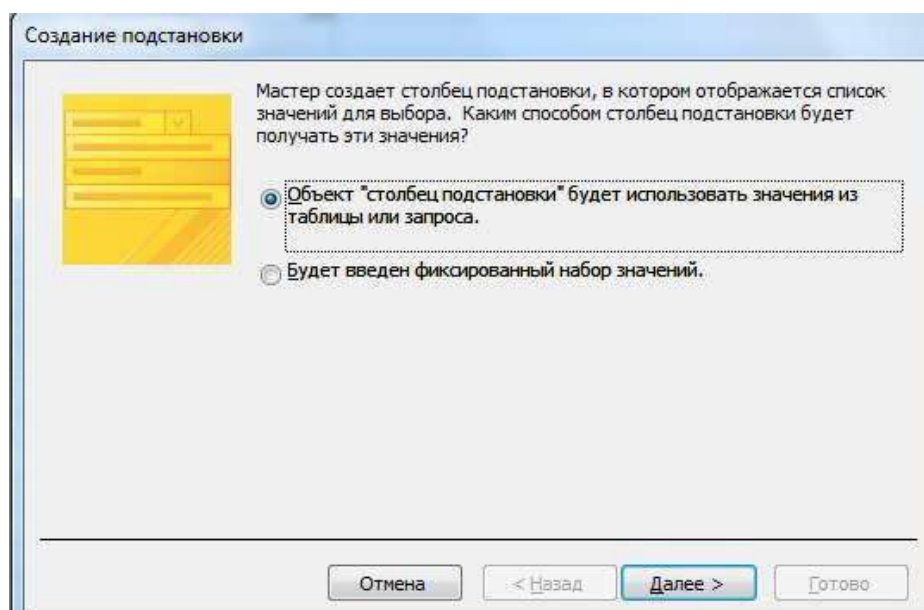 Создание подстановки
Мастер создает столбец подстановки, в котором отображается список
значений для выбора. Каким способом столбец подстановки будет
получать эти значения?
Объект "столбец подстановки" будет использовать значения из
таблицы или запроса.
Будет введен фиксированный набор значений.
Отмена
< Назад
Далее >
Готово